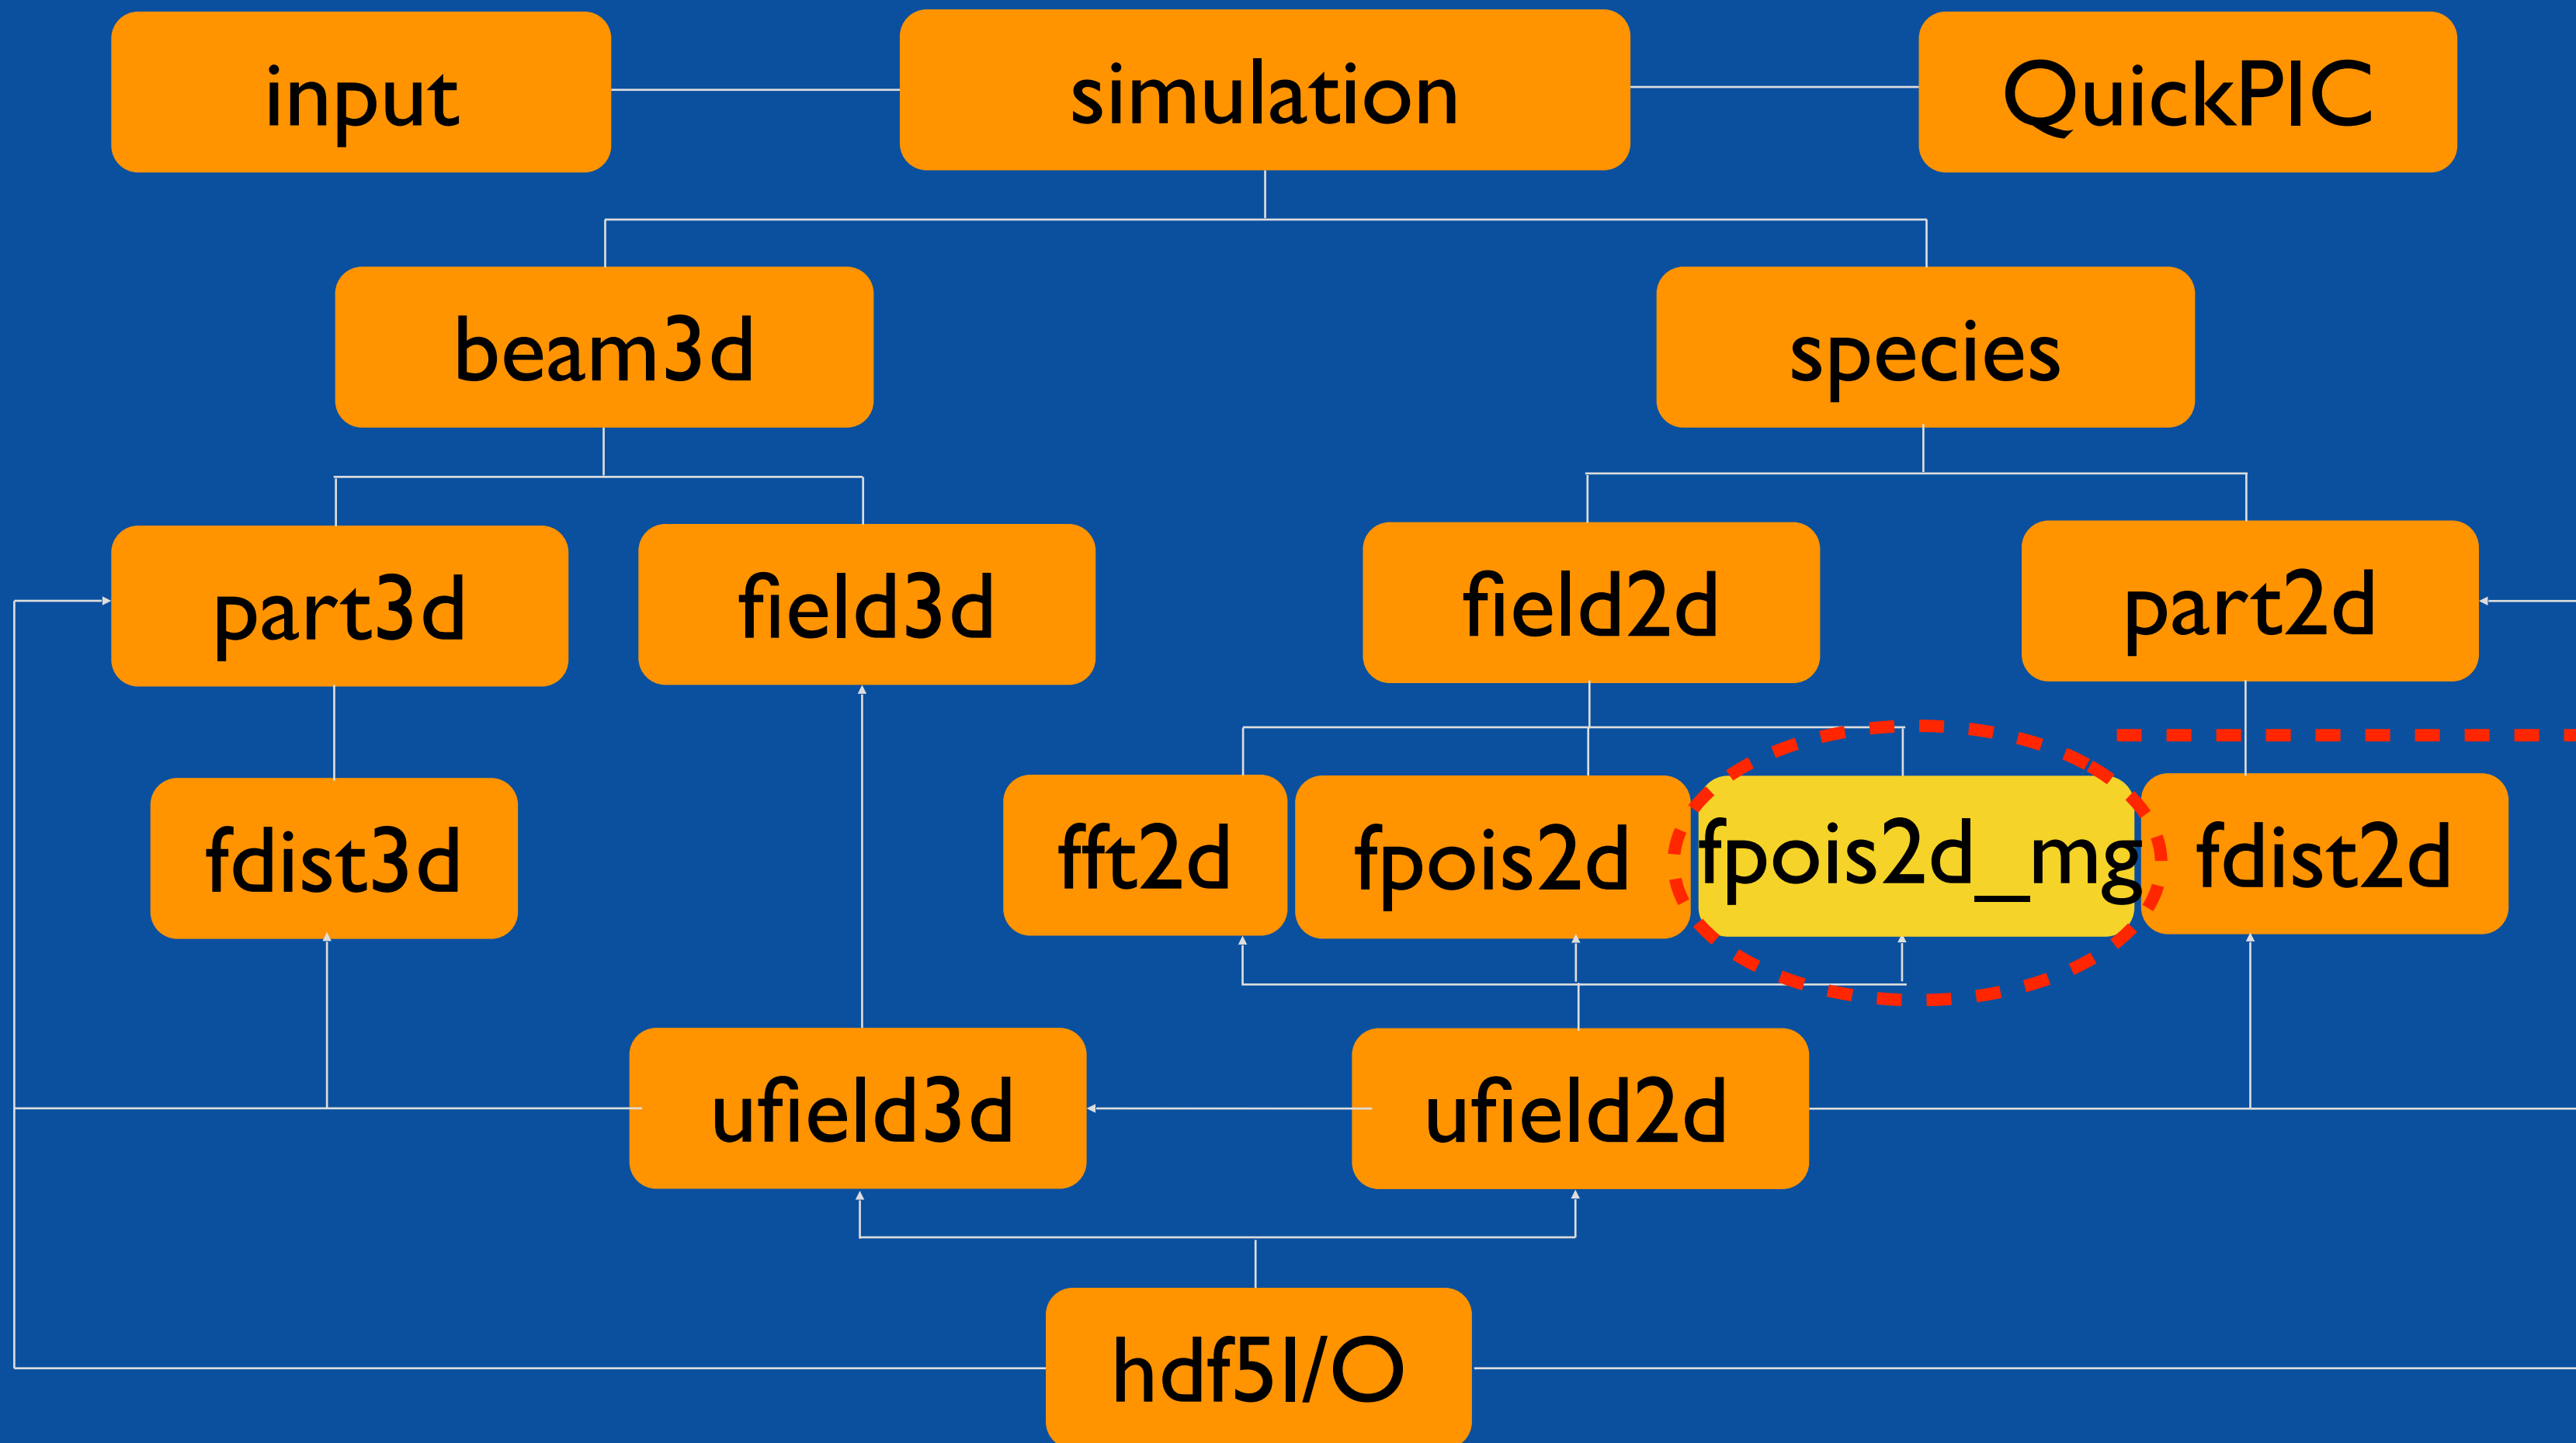 input
simulation
QuickPIC
beam3d
species
part3d
field3d
field2d
part2d
fdist3d
fft2d
fpois2d
fpois2d_mg
fdist2d
ufield3d
ufield2d
hdf5I/O